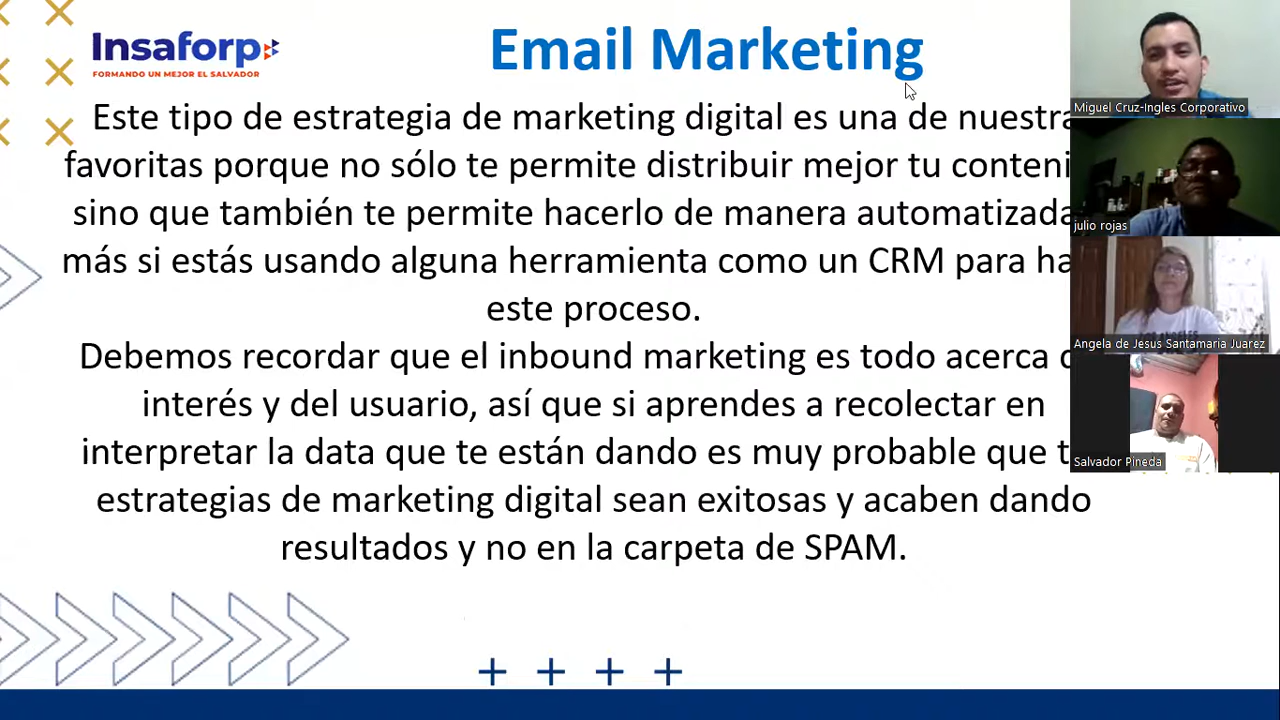 Insaforp
FORMANDO UN MEJOR EL SALVADOR
Email Marketing
Este tipo de estrategia de marketing digital es una de nuestra
favoritas porque no sólo te permite distribuir mejor tu conteni
sino que también te permite hacerlo de manera automatizada
más si estás usando alguna herramienta como un CRM para ha
este proceso.
Debemos recordar que el inbound marketing es todo acerca
interés y del usuario, así que si aprendes a recolectar en
interpretar la data que te están dando es muy probable que t
estrategias de marketing digital sean exitosas y acaben dando
resultados y no en la carpeta de SPAM.
Miguel Cruz-Ingles Corporativo
julio rojas
Angela de Jesus Santamaria Juarez
Salvador Pineda